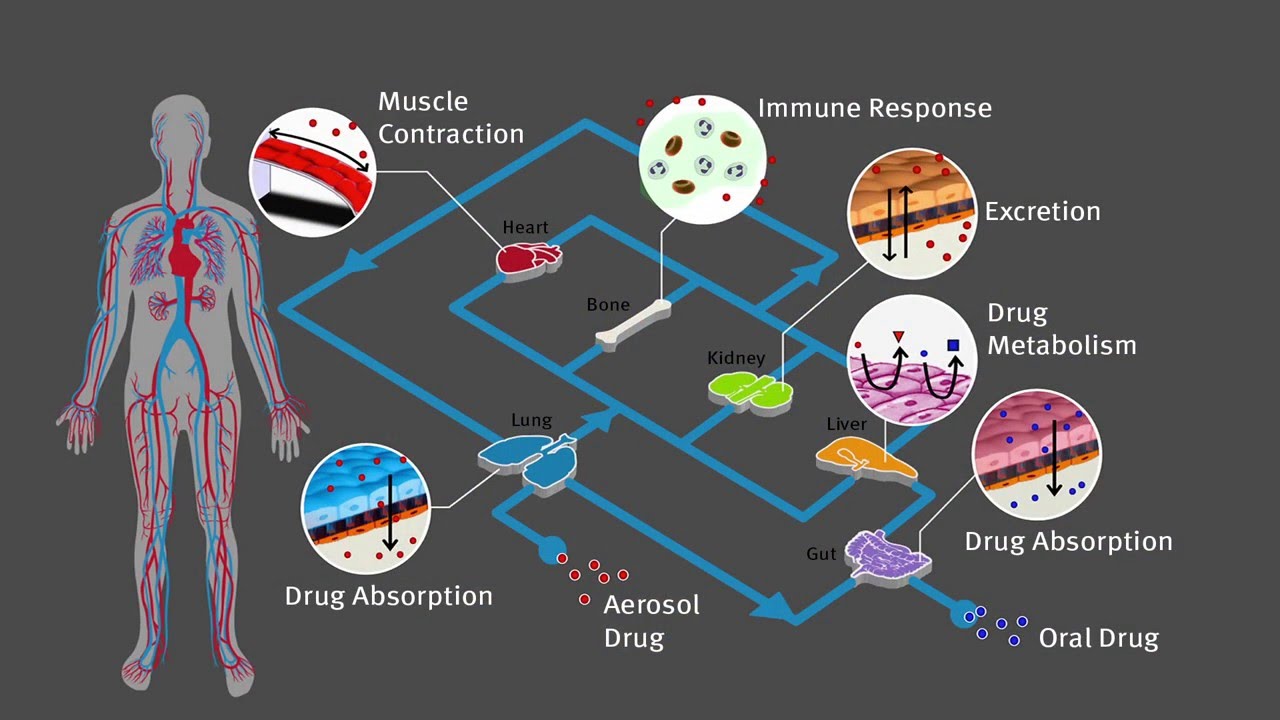 Muscle
Contraction
Immune Response
Excretion
Heart
Bone
Drug
Metabolism
Kidney
Lung
Liver
Drug Absorption
Gut
Drug Absorption
Aerosol
Drug
Oral Drug